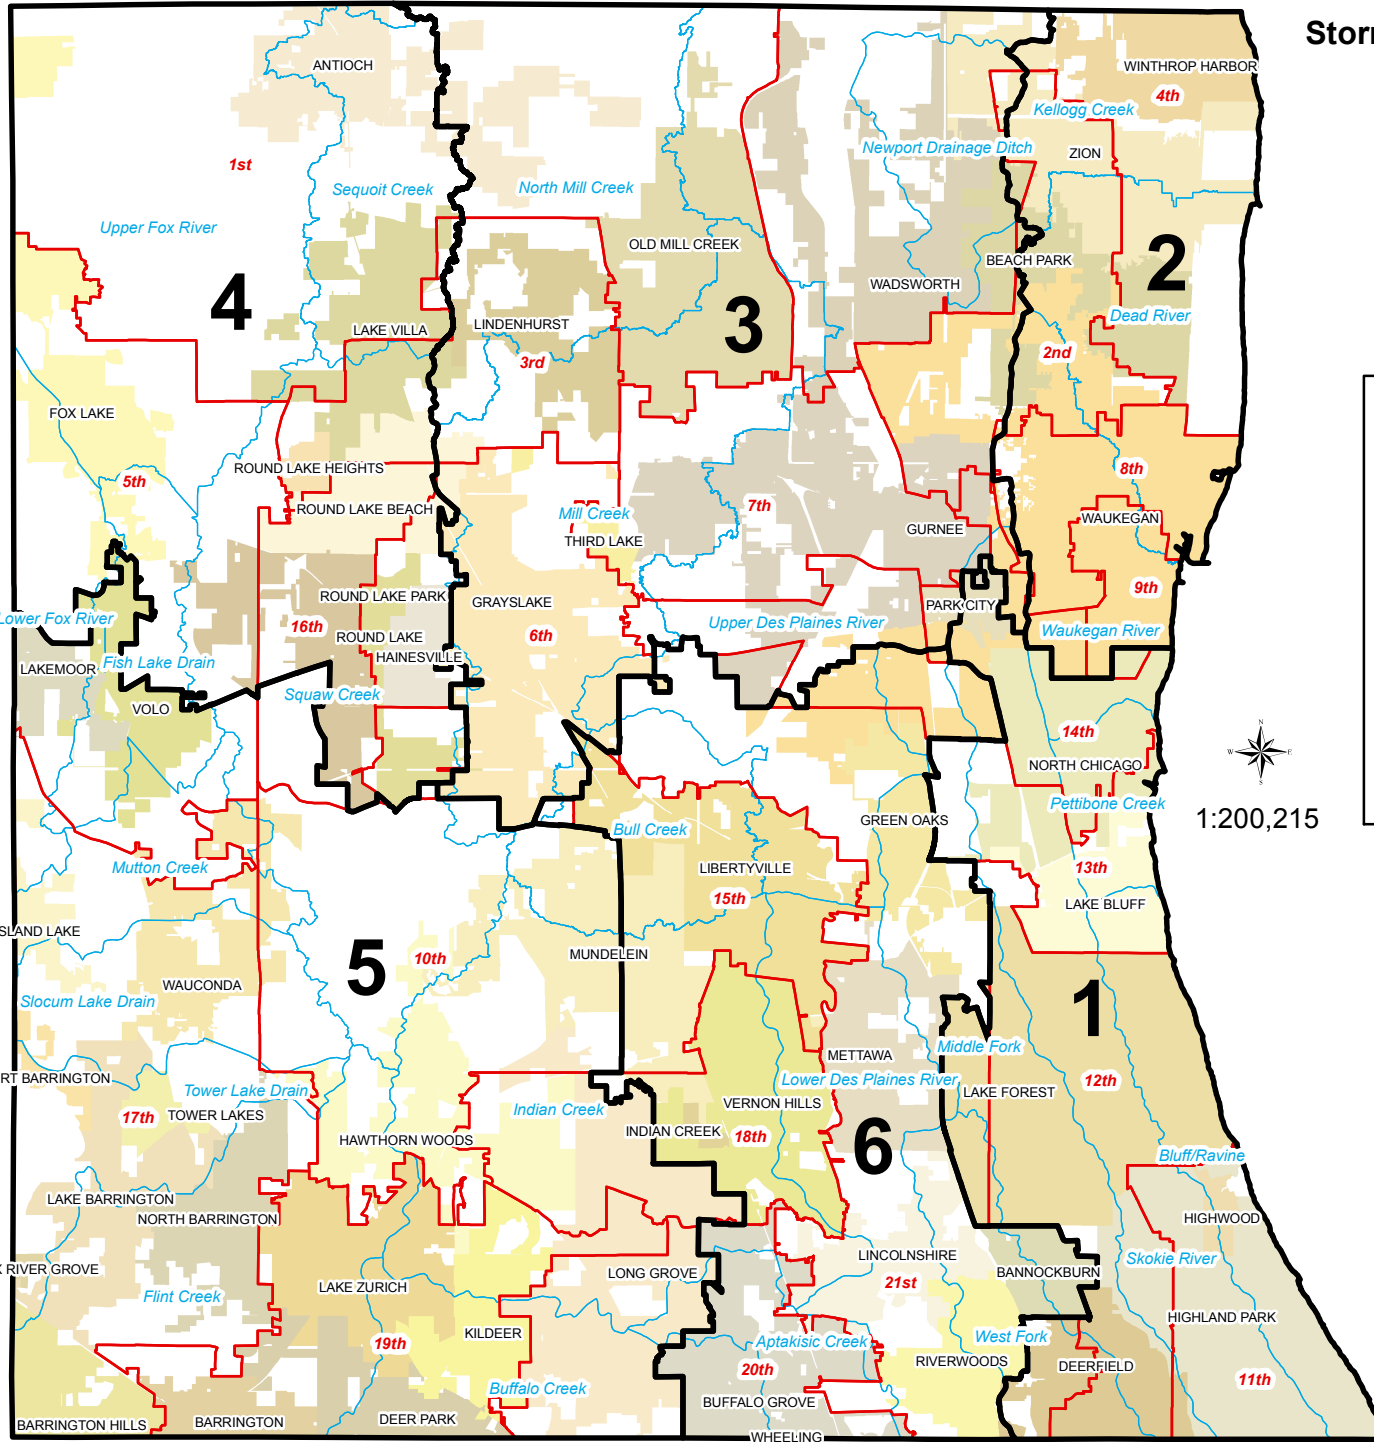 Stor
ANTIOCH
WINTHROP HARBOR
4th
Kellogg Creek
Newport Drainage Ditch
ZION
1st
Sequoit Creek
North Mill Creek
Upper Fox River
OLD MILL CREEK
BEACH PARK
2
WADSWORTH
4
3
LAKE VILLA
LINDENHURST
Dead River
3rd
2nd
FOX LAKE
ROUND LAKE HEIGHTS
8th
5th
ROUND LAKE BEACH
Mill Creek
7th
WAUKEGAN
GURNEE
THIRD LAKE
9th
ROUND LAKE PARK
GRAYSLAKE
PARK CITY
Lower Fox River
16th
ROUND LAKE
6th
Upper Des Plaines River
Waukegan River
HAINESVILLE
LAKEMOOR
Fish Lake Drain
Squaw Creek
VOLO
14th
N
W
E
S
NORTH CHICAGO
Pettibone Creek
1:200,215
GREEN OAKS
Bull Creek
Mutton Creek
LIBERTYVILLE
13th
15th
LAKE BLUFF
SLAND LAKE
5
10th
MUNDELEIN
WAUCONDA
Slocum Lake Drain
1
METTAWA
Middle Fork
RT BARRINGTON
Tower Lake Drain
Lower Des Plaines River
12th
LAKE FOREST
17th
TOWER LAKES
Indian Creek
VERNON HILLS
HAWTHORN WOODS
INDIAN CREEK
18th
6
Bluff/Ravine
LAKE BARRINGTON
NORTH BARRINGTON
HIGHWOOD
X RIVER GROVE
LINCOLNSHIRE
Skokie River
LONG GROVE
21st
BANNOCKBURN
LAKE ZURICH
Flint Creek
HIGHLAND PARK
KILDEER
19th
Aptakisic Creek
West Fork
RIVERWOODS
DEERFIELD
20th
11th
Buffalo Creek
BUFFALO GROVE
BARRINGTON HILLS
BARRINGTON
DEER PARK
WHEELING